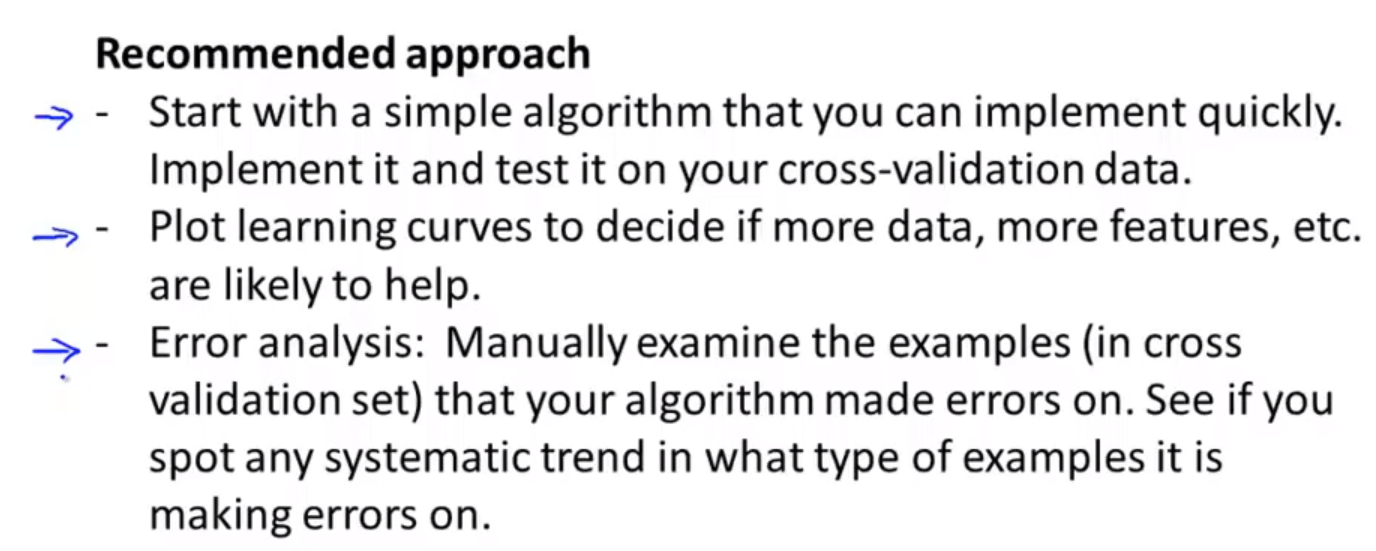 Recommended approach
- Start with a simple algorithm that you can implement quickly.
Implement it and test it on your cross-validation data.
- Plot learning curves to decide if more data, more features, etc.
are likely to help.
- Error analysis: Manually examine the examples (in cross
validation set) that your algorithm made errors on. See if you
spot any systematic trend in what type of examples it is
making errors on.